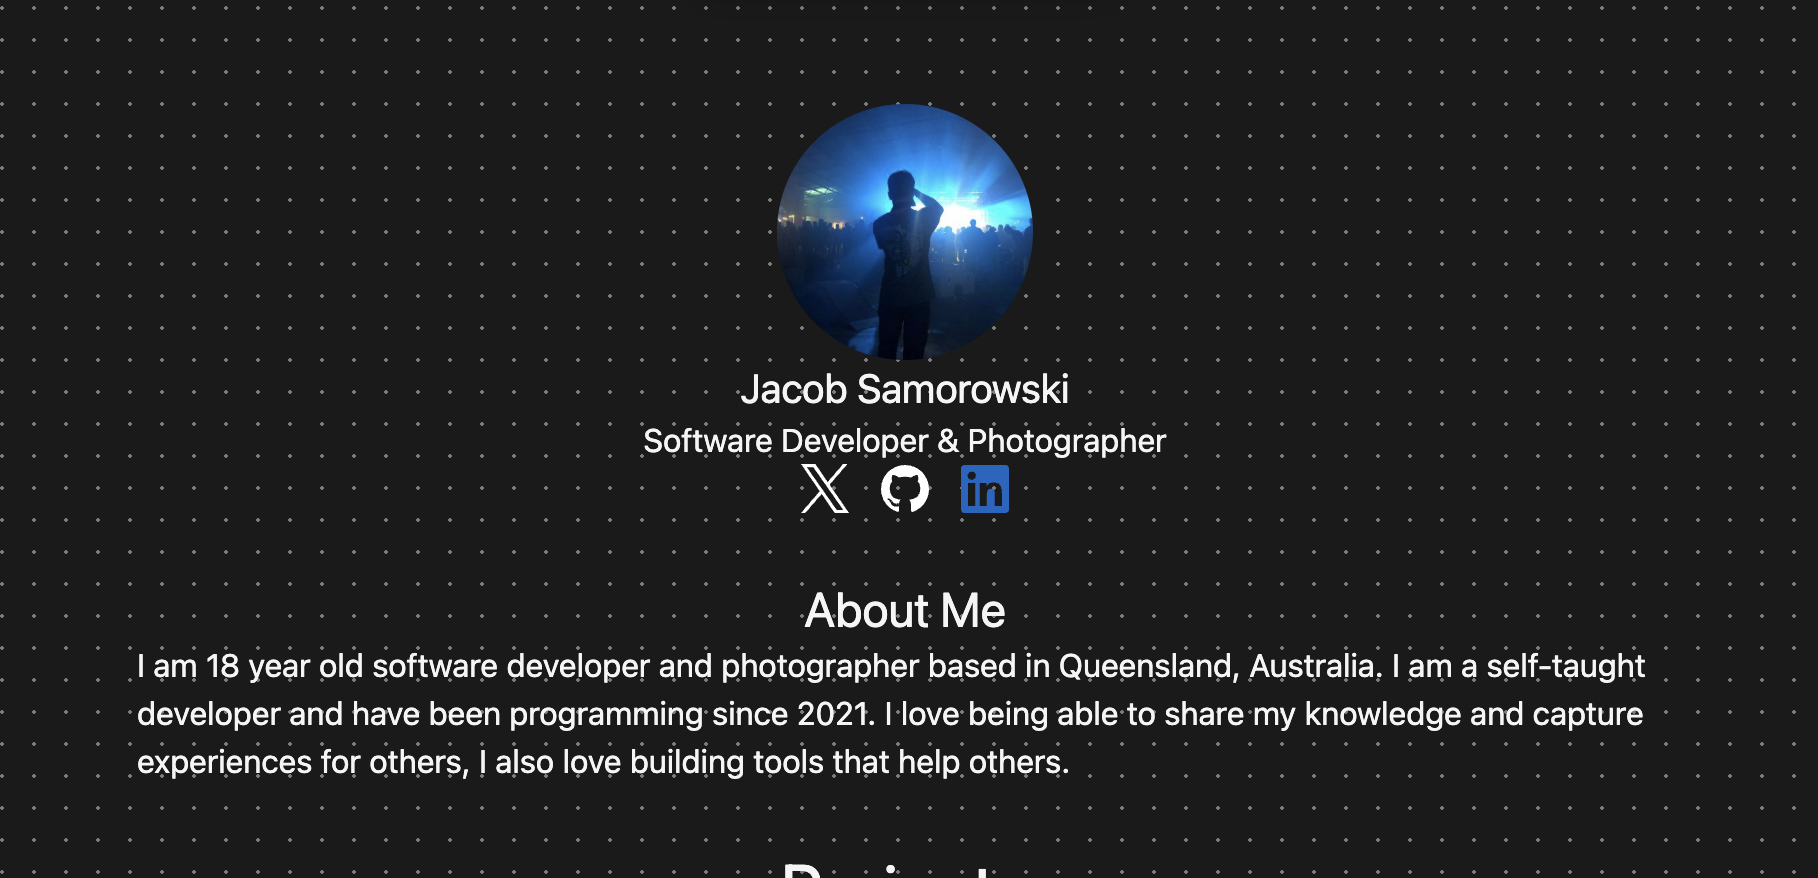 Jacob Samorowski
Software Developer & Photographer
in
About Me
I am 18 year old software developer and photographer based in Queensland, Australia. I am a self-taught
developer and have been programming since 2021. I love being able to share my knowledge and capture
experiences for others, I also love building tools that help others.